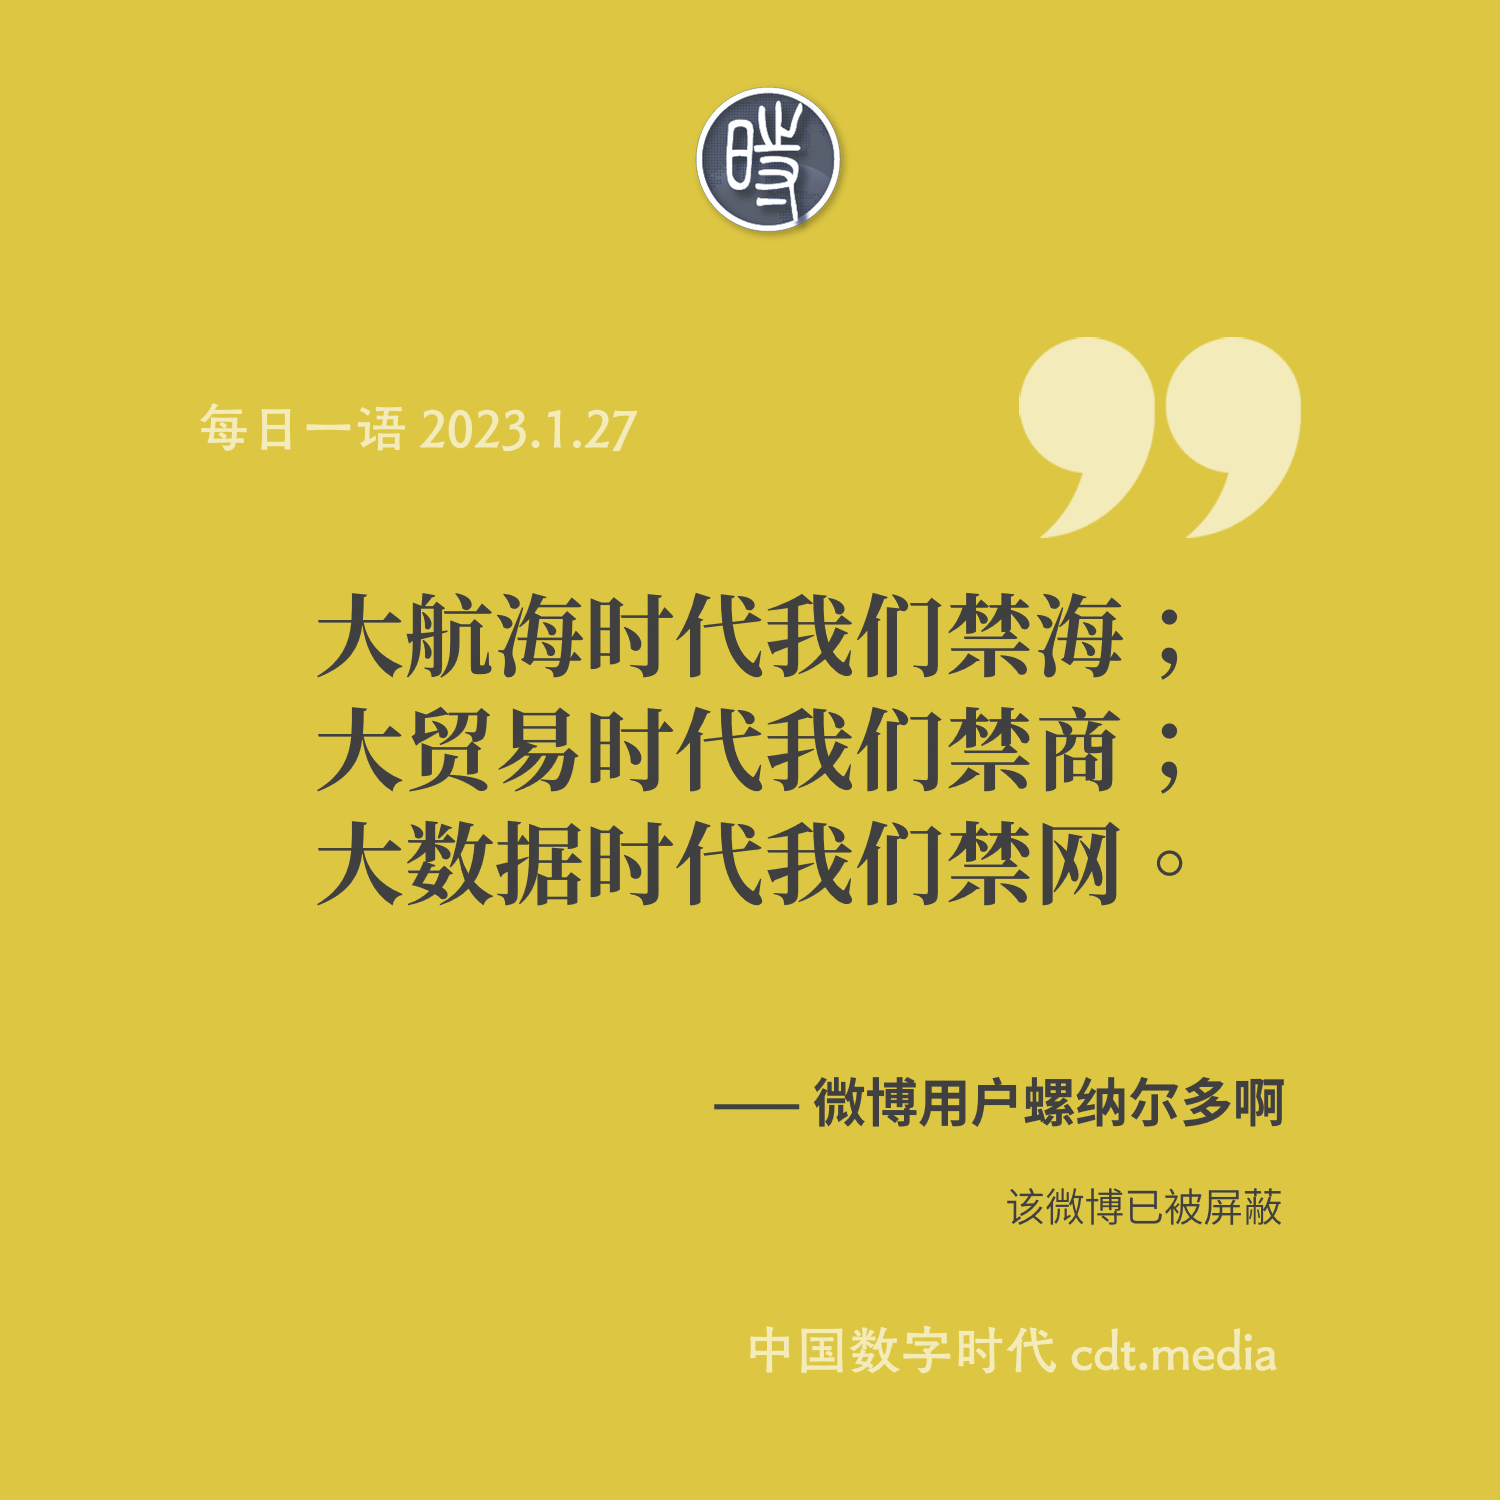 时
每日一语 2023.1.27
大航海时代我们禁海；
大贸易时代我们禁商；
大数据时代我们禁网。
—— 微博用户螺纳尔多啊
该微博已被屏蔽
中国数字时代 cdt.media